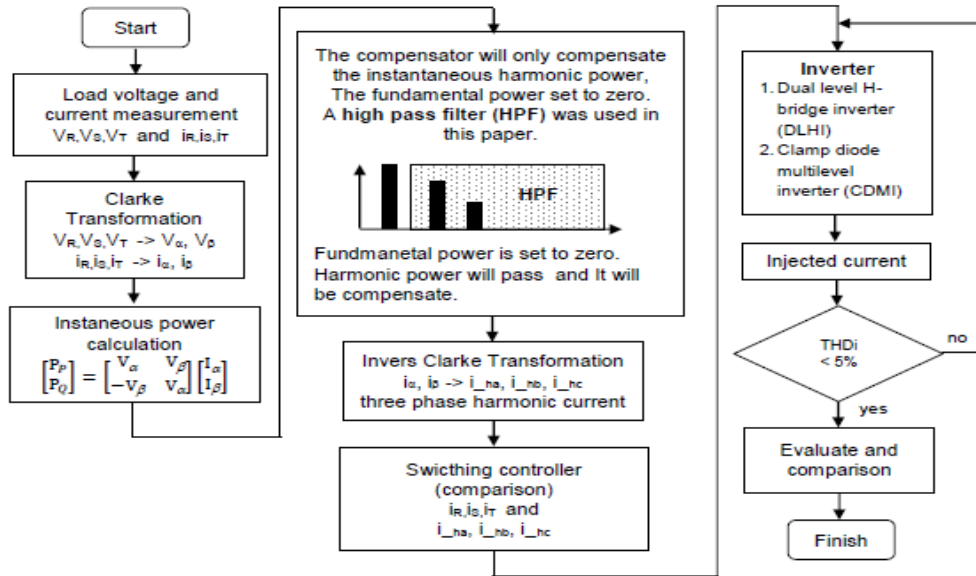 Start
Load voltage and
current measurement
VR,VS,VT and iR,iS,iT
Clarke
Transformation
VR,VS,VT -> Vα, Vβ
iR,iS,iT -> iα, iβ
Instaneous power
calculation
[PP] = [Vα Vβ] [Iα]
[PQ] [−Vβ Vα] [Iβ]
The compensator will only compensate
the instantaneous harmonic power,
The fundamental power set to zero.
A high pass filter (HPF) was used in
this paper.
HPF
Fundmanetal power is set to zero.
Harmonic power will pass and It will
be compensate.
Invers Clarke Transformation
iα, iβ -> i_ha, i_hb, i_hc
three phase harmonic current
Swicthing controller
(comparison)
iR,iS,iT and
i_ha, i_hb, i_hc
Inverter
1. Dual level H-
bridge inverter
(DLHI)
2. Clamp diode
multilevel
inverter (CDMI)
Injected current
THDi
< 5%
no
yes
Evaluate and
comparison
Finish